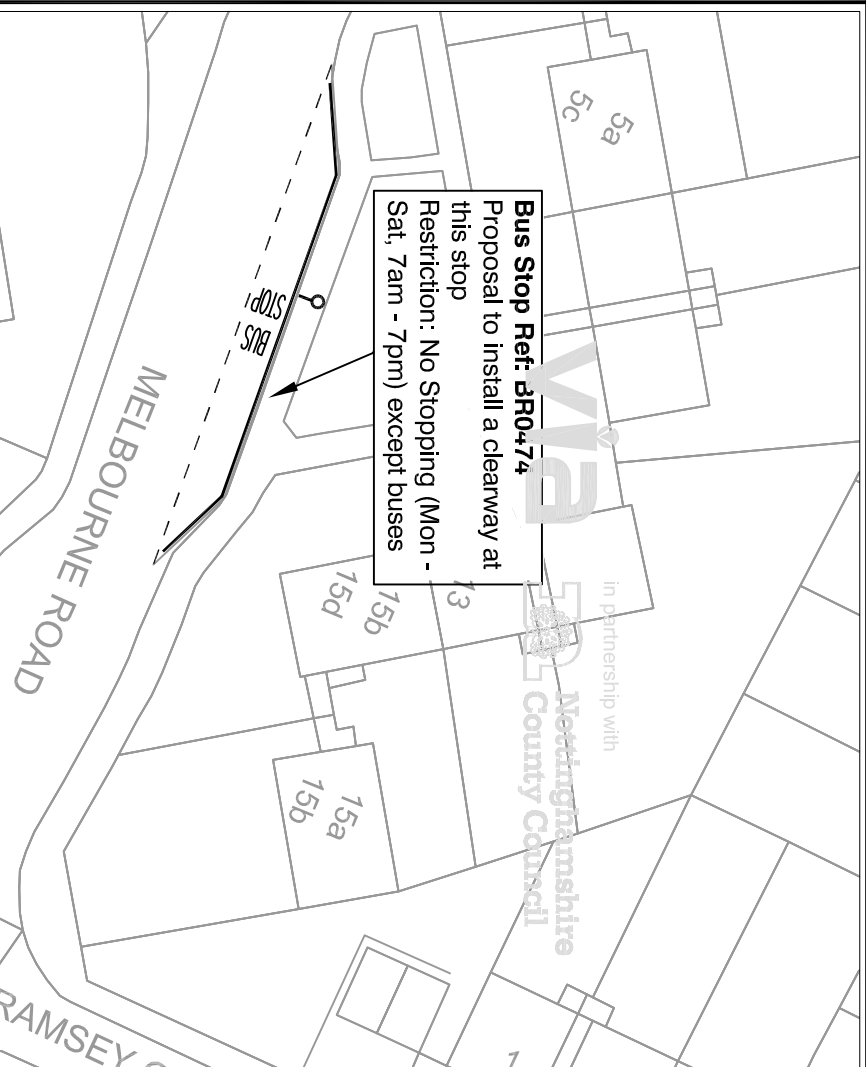 Bus Stop Ref: BR0474
Proposal to install a clearway at
this stop
Restriction: No Stopping (Mon -
Sat, 7am - 7pm) except buses
via
in partnership with
Nottinghamshire
County Council
5a
5c
BUS
STOP
MELBOURNE ROAD
13
15b
15d
15a
15b
RAMSEY
1